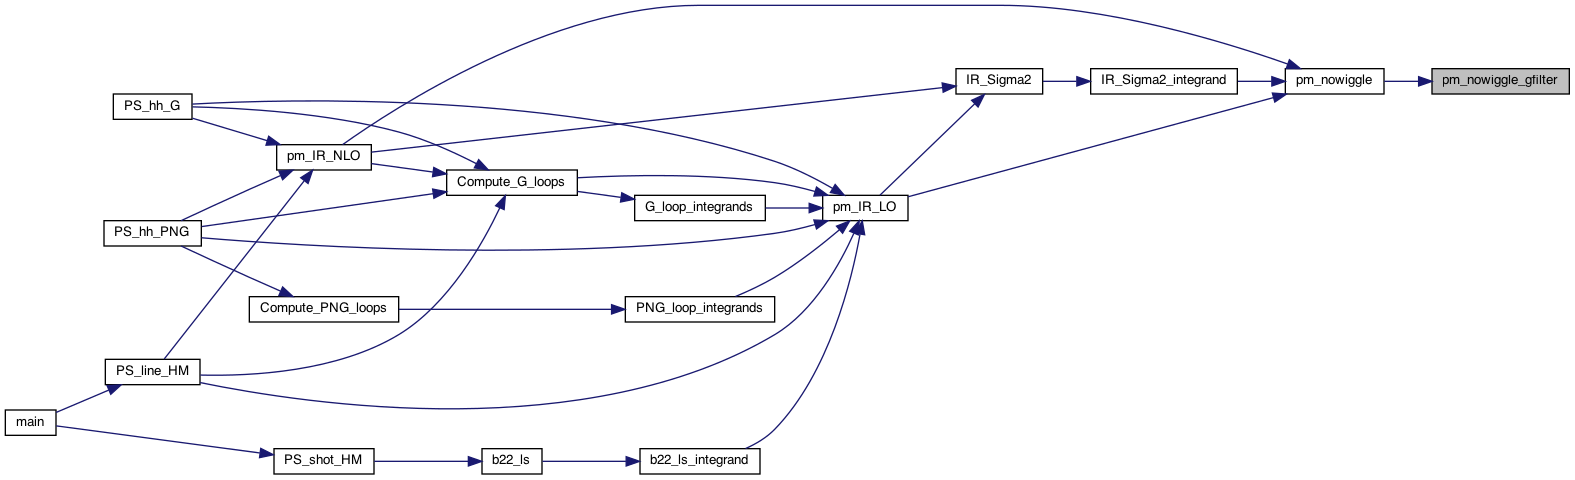 IR_Sigma2
IR_Sigma2_integrand
pm_nowiggle
pm_nowiggle_gfilter
PS_hh_G
pm_IR_NLO
Compute_G_loops
G_loop_integrands
pm_IR_LO
PS_hh_PNG
Compute_PNG_loops
PNG_loop_integrands
PS_line_HM
main
PS_shot_HM
b22_ls
b22_ls_integrand